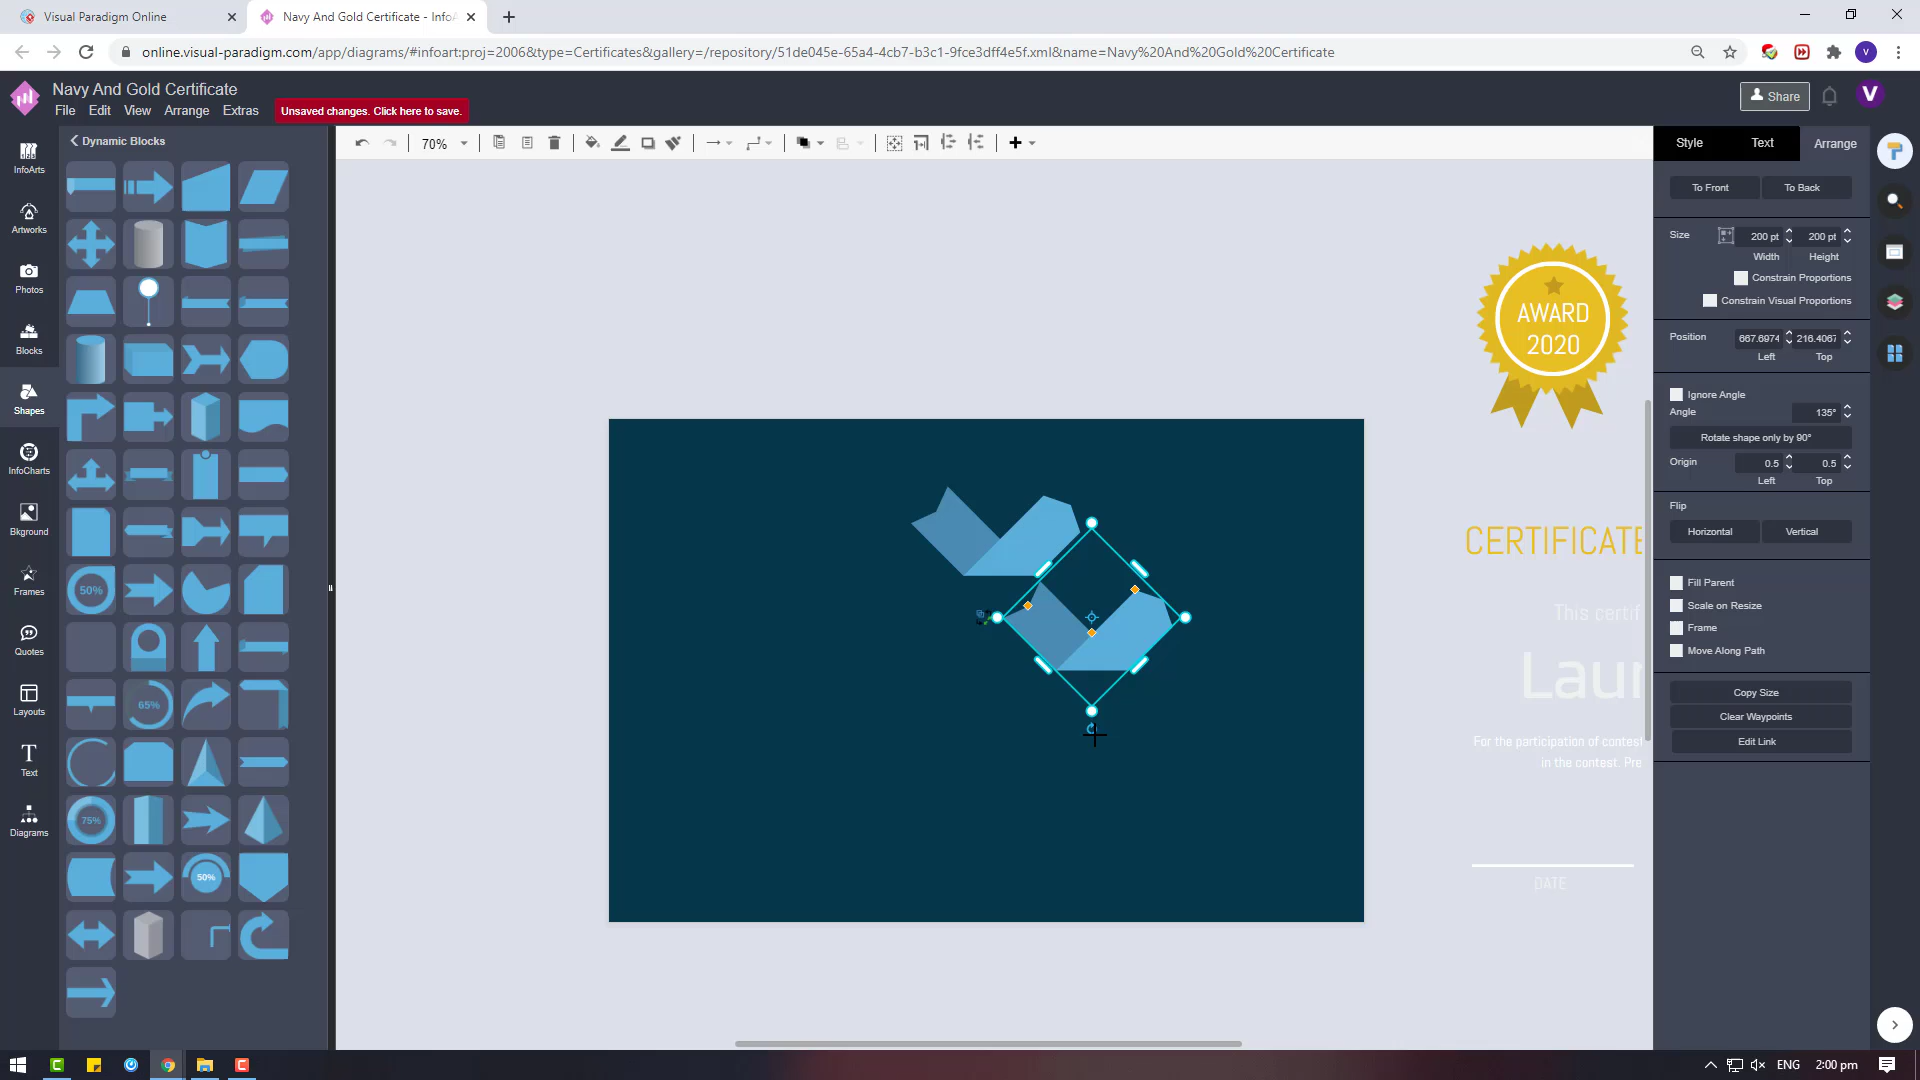 Visual Paradigm Online
Navy And Gold Certificate - InfoA
online.visual-paradigm.com/app/diagrams/#infoart:proj=2006&type=Certificates&gallery=/repository/51de045e-65a4-4cb7-b3c1-9fce3dff4e5f.xml&name=Navy%20And%20Gold%20Certificate
V
Navy And Gold Certificate
File Edit View Arrange Extras
Unsaved changes. Click here to save.
Share
V
Dynamic Blocks
70%
InfoArts
Artworks
Photos
Blocks
Shapes
InfoCharts
Bkground
Frames
Quotes
Layouts
Text
Diagrams
50%
65%
75%
50%
AWARD
2020
CERTIFICATE
This certif
Laur
For the participation of contest
in the contest. Pre
DATE
Style Text Arrange
To Front To Back
Size 200 pt 200 pt
Width Height
Constrain Proportions
Constrain Visual Proportions
Position 667.6974 216.4067
Left Top
Ignore Angle
Angle 135°
Rotate shape only by 90°
Origin 0.5 0.5
Left Top
Flip
Horizontal Vertical
Fill Parent
Scale on Resize
Frame
Move Along Path
Copy Size
Clear Waypoints
Edit Link
ENG 2:00 pm